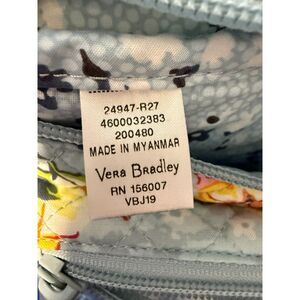 24947-R27
4600032383
200480
MADE IN MYANMAR
Vera Bradley
RN 156007
VBJ19